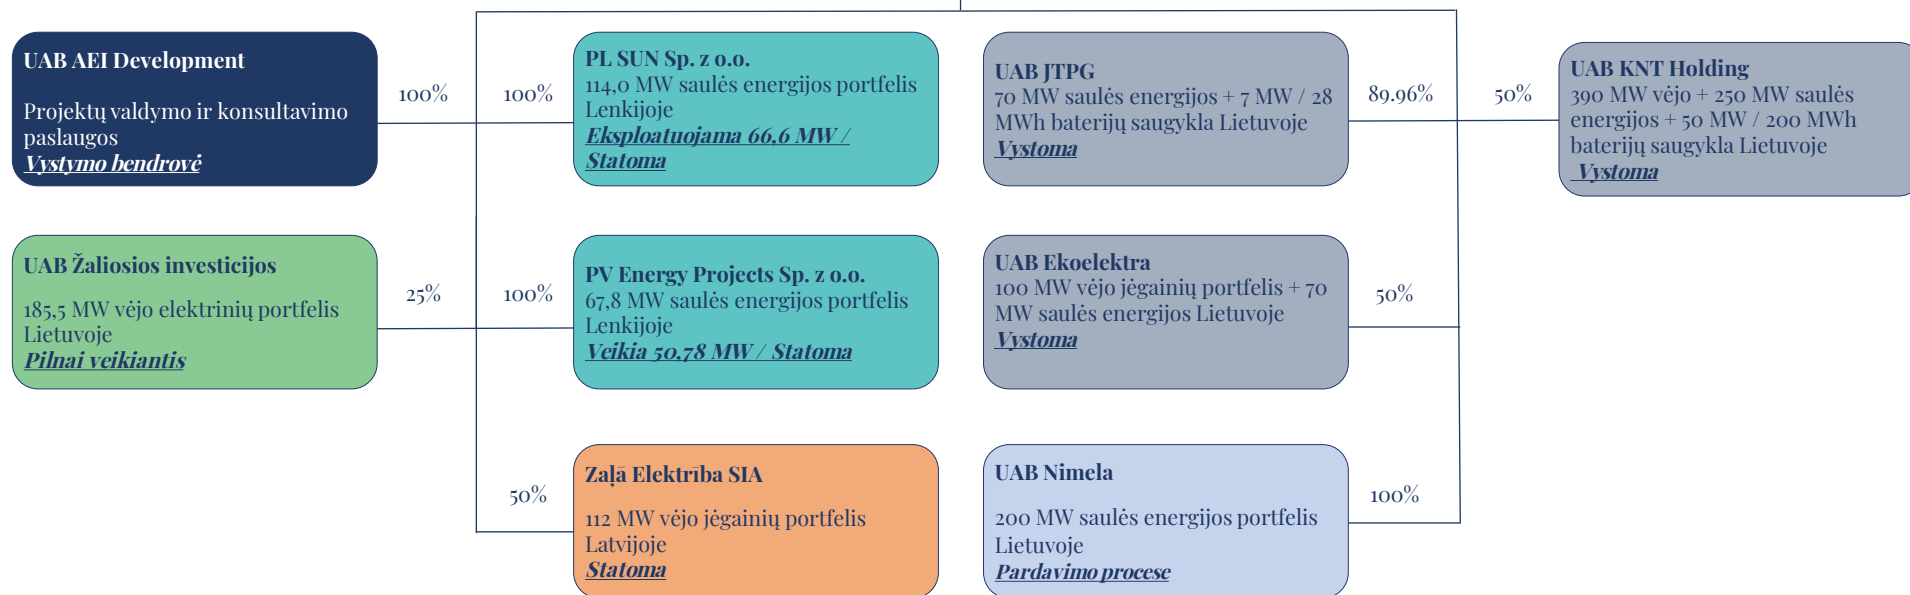 UAB AEI Development
Projektų valdymo ir konsultavimo
paslaugos
Vystymo bendrovė
100%
100%
PL SUN Sp. z o.o.
114,0 MW saulės energijos portfelis
Lenkijoje
Eksploatuojama 66,6 MW /
Statoma
UAB JTPG
70 MW saulės energijos + 7 MW / 28
MWh baterijų saugykla Lietuvoje
Vystoma
89.96%
50%
UAB KNT Holding
390 MW vėjo + 250 MW saulės
energijos + 50 MW / 200 MWh
baterijų saugykla Lietuvoje
Vystoma
UAB Žaliosios investicijos
185,5 MW vėjo elektrinių portfelis
Lietuvoje
Pilnai veikiantis
25%
100%
PV Energy Projects Sp. z o.o.
67,8 MW saulės energijos portfelis
Lenkijoje
Veikia 50,78 MW / Statoma
UAB Ekoelektra
100 MW vėjo jėgainių portfelis + 70
MW saulės energijos Lietuvoje
Vystoma
50%
50%
Zaļā Elektrība SIA
112 MW vėjo jėgainių portfelis
Latvijoje
Statoma
UAB Nimela
200 MW saulės energijos portfelis
Lietuvoje
Pardavimo procese
100%